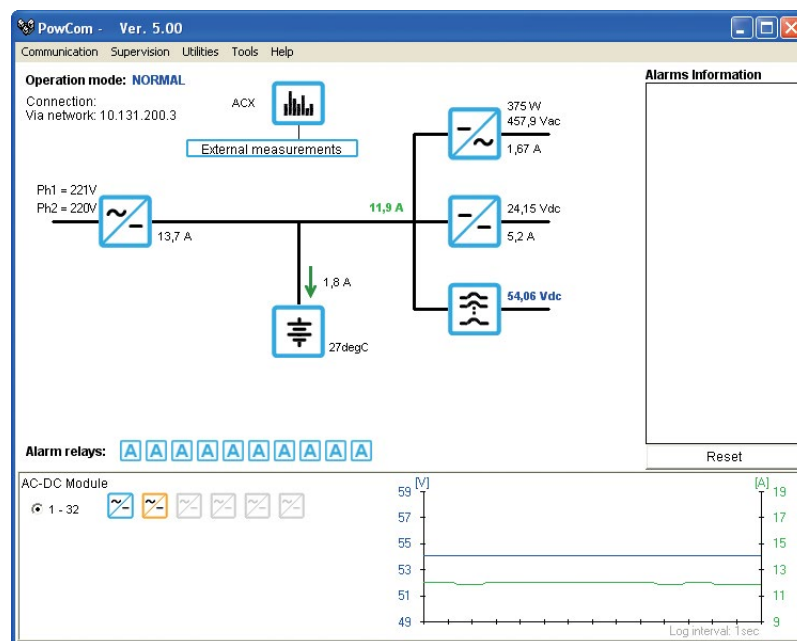 PowCom - Ver. 5.00
Communication Supervision Utilities Tools Help
Operation mode: NORMAL
Connection:
Via network: 10.131.200.3
ACX
External measurements
Alarms Information
375 W
457,9 Vac
1,67 A
Ph1 = 221V
Ph2 = 220V
13,7 A
11,9 A
24,15 Vdc
5,2 A
1,8 A
27degC
54,06 Vdc
Alarm relays: A A A A A A A A A A
Reset
AC-DC Module
1 - 32
[V]
59
57
55
53
51
49
[A]
19
17
15
13
11
9
Log interval: 1sec